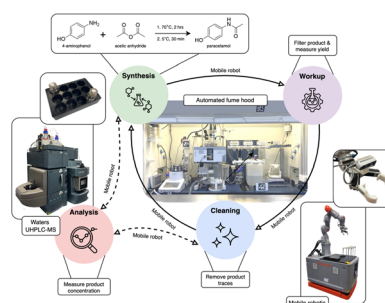 NH₂
HO
4-aminophenol
+
O O
O
acetic anhydride
1. 70°C, 2 hrs
2. 5°C, 30 min
H
N
O
HO
paracetamol
Filter product &
measure yield
Synthesis
Mobile robot
Workup
Automated fume hood
Mobile robot
Mobile robot
Mobile robot
Waters
UHPLC-MS
Analysis
Mobile robot
Cleaning
Measure product
concentration
Remove product
traces
Mobile robotic